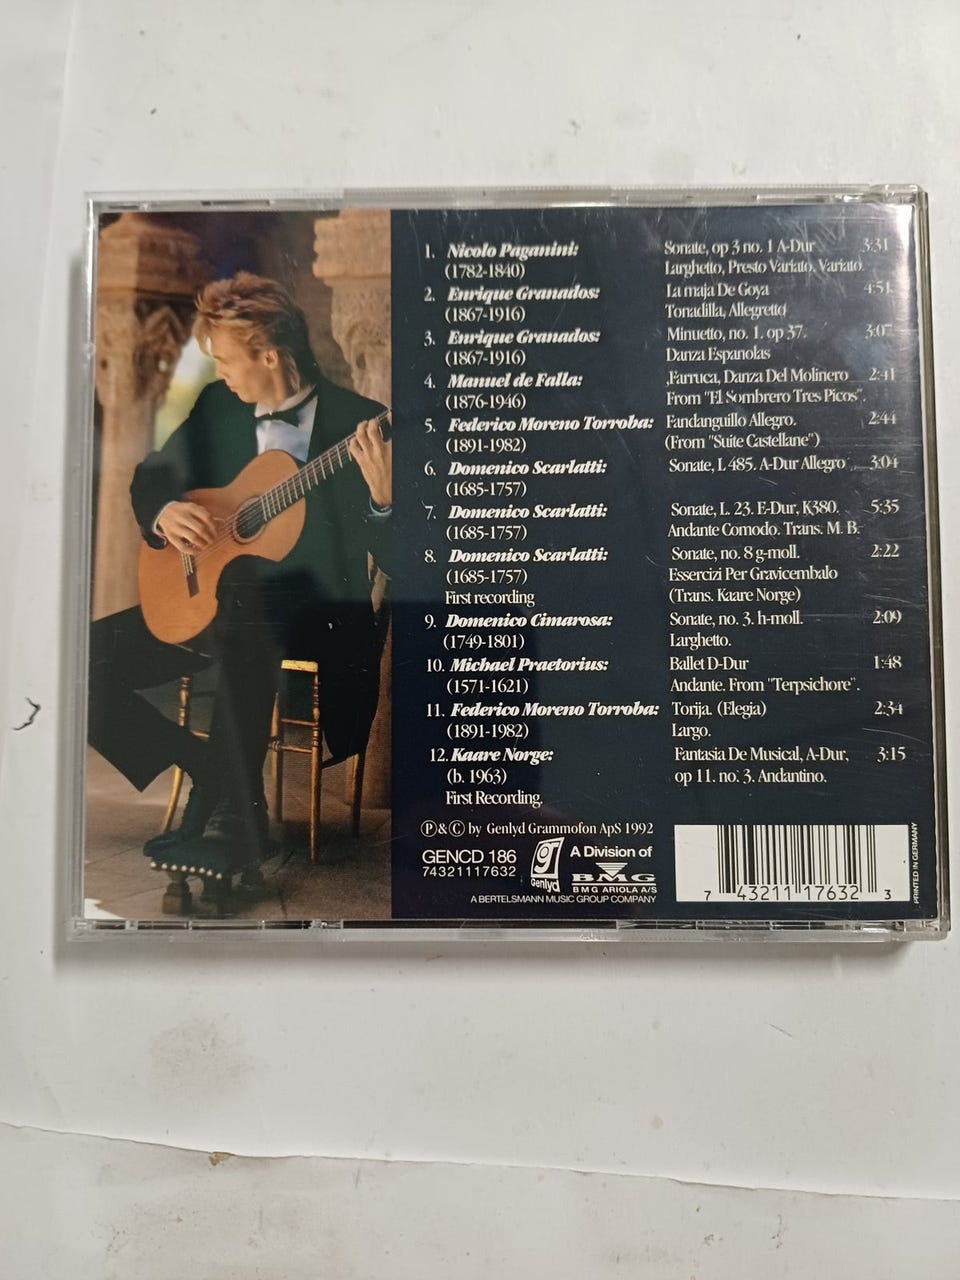 1. Nicolo Paganini: Sonate, op 3 no. 1 A-Dur 3:31
(1782-1840) Larghetto, Presto Variato, Variato.
2. Enrique Granados: La maja De Goya 4:51
(1867-1916) Tonadilla, Allegretto
3. Enrique Granados: Minuetto, no. 1. op 37. 3:07
(1867-1916) Danza Espanolas
4. Manuel de Falla: ,Farruca, Danza Del Molinero 2:41
(1876-1946) From "El Sombrero Tres Picos".
5. Federico Moreno Torroba: Fandanguillo Allegro. 2:44
(1891-1982) (From "Suite Castellane")
6. Domenico Scarlatti: Sonate, L 485. A-Dur Allegro 3:04
(1685-1757)
7. Domenico Scarlatti: Sonate, L. 23. E-Dur, K380. 5:35
(1685-1757) Andante Comodo. Trans. M. B.
8. Domenico Scarlatti: Sonate, no. 8 g-moll. 2:22
(1685-1757) Essercizi Per Gravicembalo
First recording (Trans. Kaare Norge)
9. Domenico Cimarosa: Sonate, no. 3. h-moll. 2:09
(1749-1801) Larghetto.
10. Michael Praetorius: Ballet D-Dur 1:48
(1571-1621) Andante. From "Terpsichore".
11. Federico Moreno Torroba: Torija. (Elegia) 2:34
(1891-1982) Largo.
12. Kaare Norge: Fantasia De Musical, A-Dur, 3:15
(b. 1963) op 11. no. 3. Andantino.
First Recording.
Ⓟ & © by Genlyd Grammofon ApS 1992
GENCD 186
74321117632
gr
Genlyd
A Division of
BMG
BMG ARIOLA A/S
A BERTELSMANN MUSIC GROUP COMPANY
7 43211 17632 3
PRINTED IN GERMANY